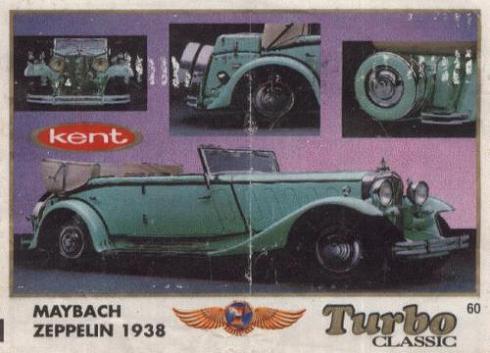 kent
MAYBACH
ZEPPELIN 1938
Turbo
CLASSIC
60